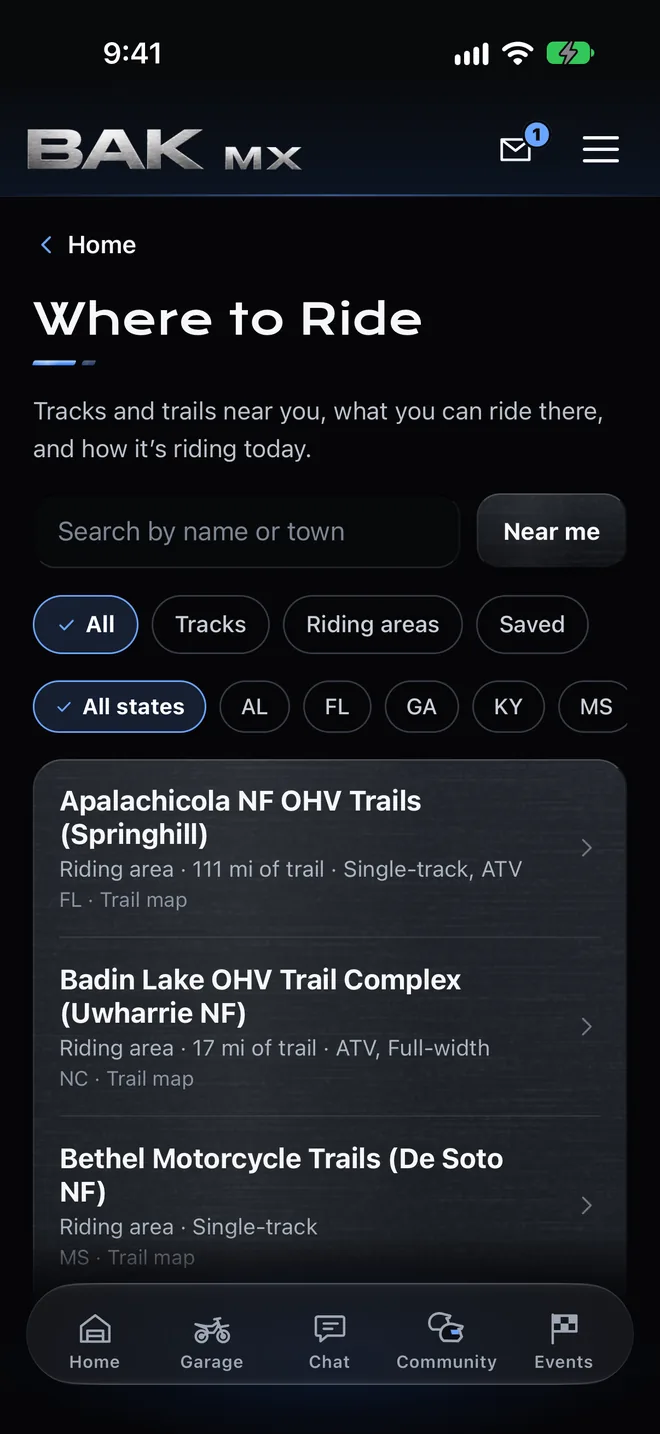 9:41
BAK MX
1
Home
Where to Ride
Tracks and trails near you, what you can ride there,
and how it’s riding today.
Search by name or town
Near me
All
Tracks
Riding areas
Saved
All states
AL
FL
GA
KY
MS
Apalachicola NF OHV Trails
(Springhill)
Riding area · 111 mi of trail · Single-track, ATV
FL · Trail map
Badin Lake OHV Trail Complex
(Uwharrie NF)
Riding area · 17 mi of trail · ATV, Full-width
NC · Trail map
Bethel Motorcycle Trails (De Soto
NF)
Riding area · Single-track
MS · Trail map
Home
Garage
Chat
Community
Events